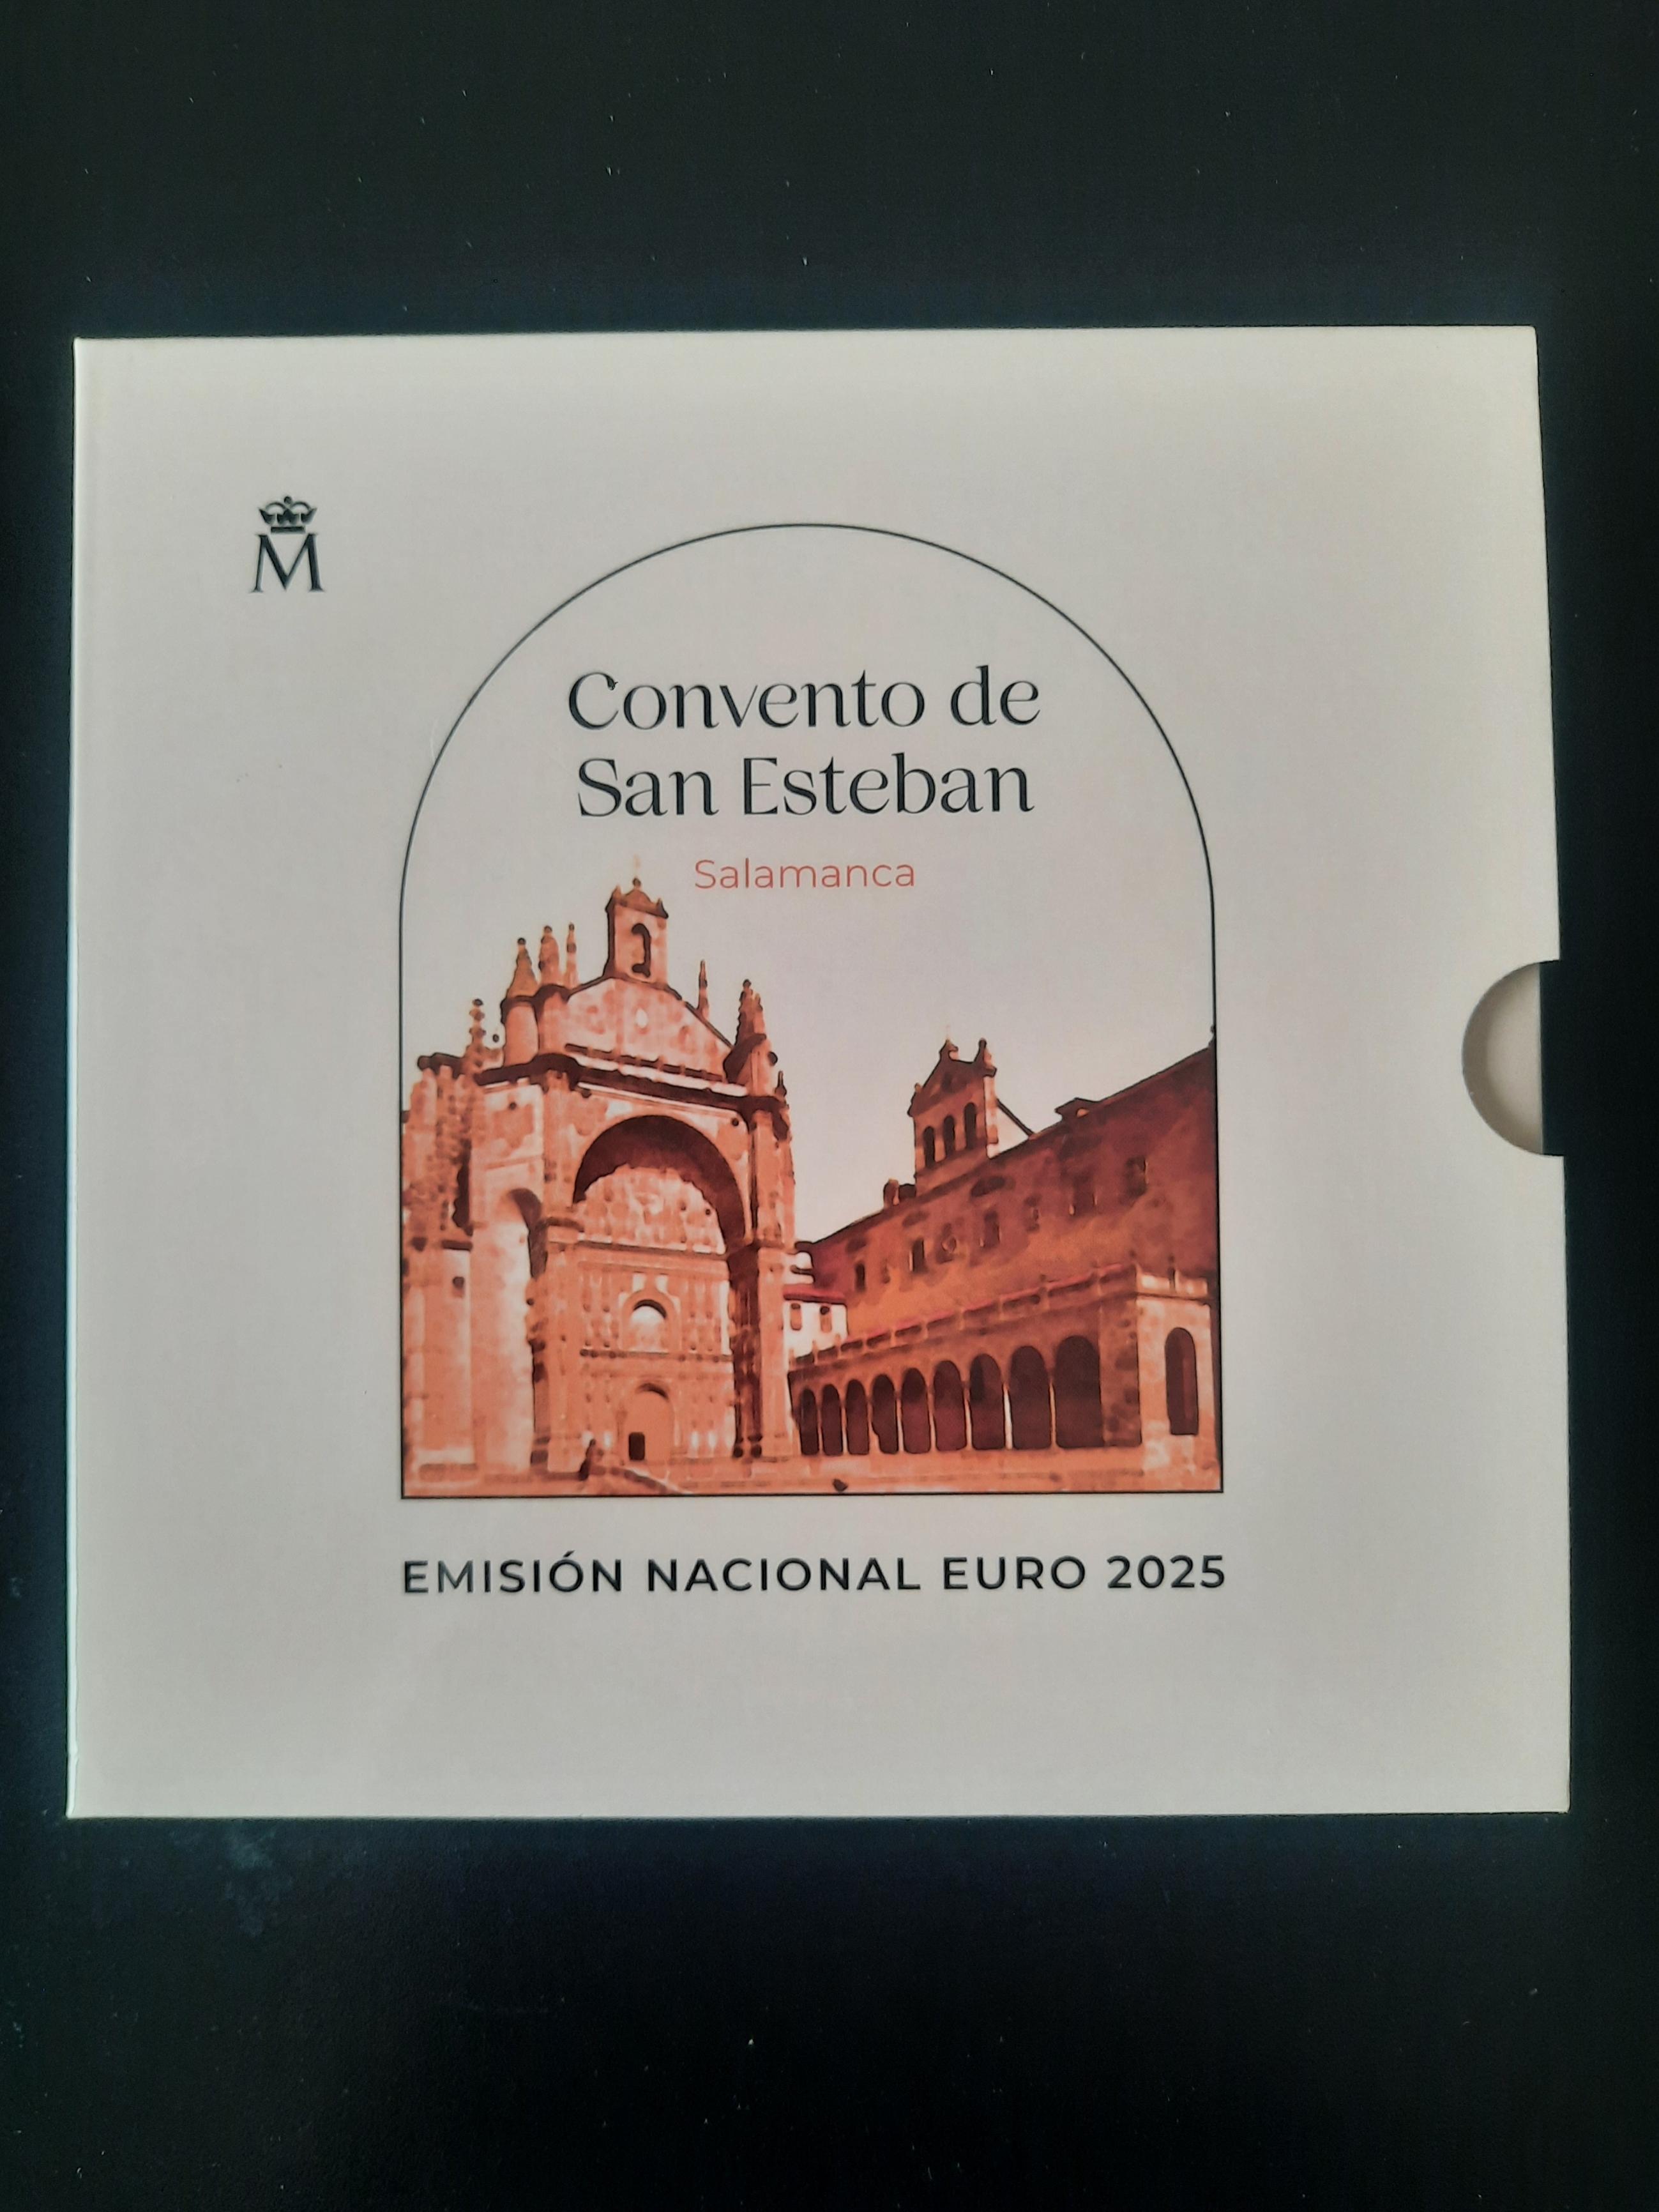 M
Convento de
San Esteban
Salamanca
EMISIÓN NACIONAL EURO 2025